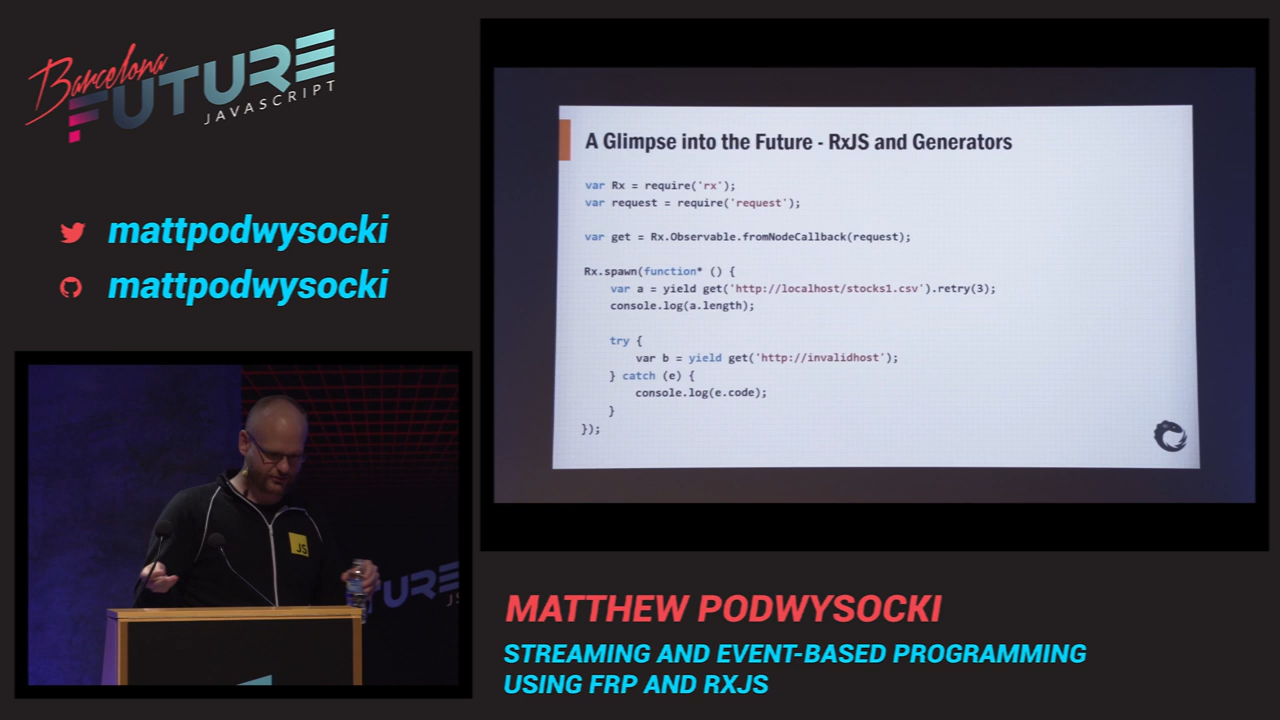 Barcelona
FUTURE
JAVASCRIPT
mattpodwysocki
mattpodwysocki
A Glimpse into the Future - RxJS and Generators
var Rx = require('rx');
var request = require('request');
var get = Rx.Observable.fromNodeCallback(request);
Rx.spawn(function* () {
var a = yield get('http://localhost/stocks1.csv').retry(3);
console.log(a.length);
try {
var b = yield get('http://invalidhost');
} catch (e) {
console.log(e.code);
}
});
JS
URE
JS
MATTHEW PODWYSOCKI
STREAMING AND EVENT-BASED PROGRAMMING
USING FRP AND RXJS